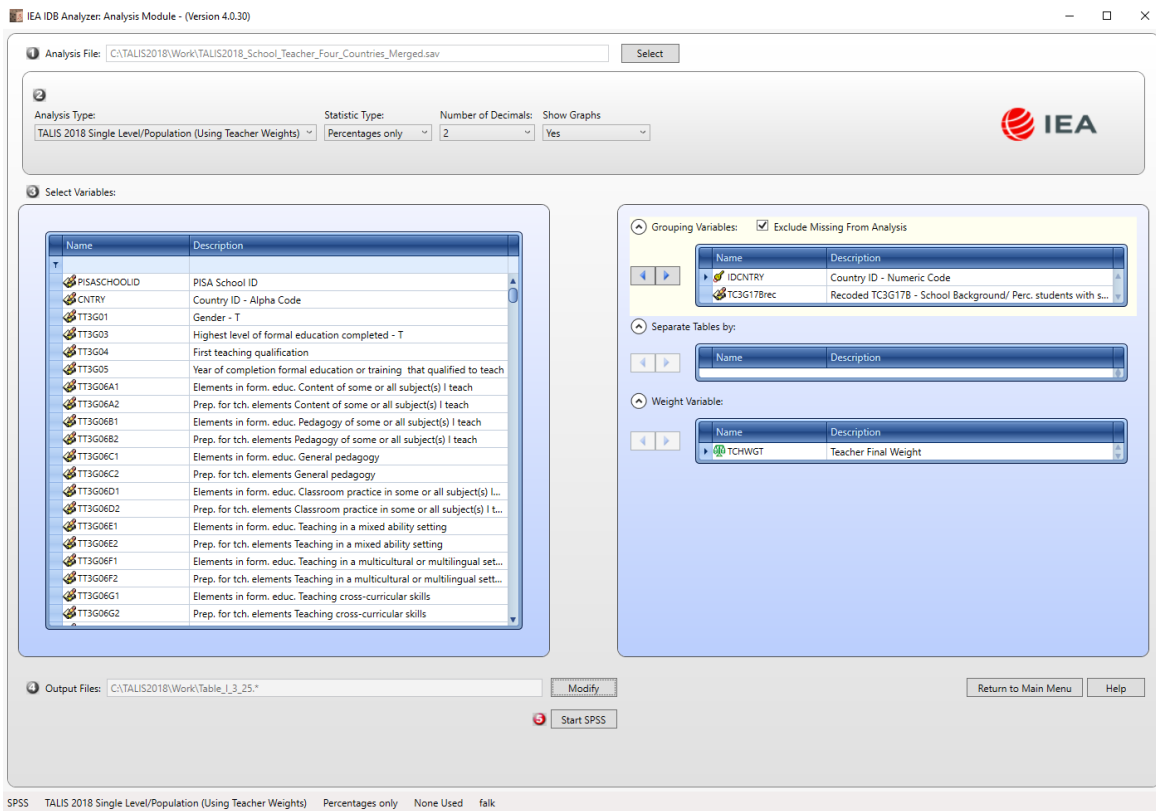 IEA IDB Analyzer: Analysis Module - (Version 4.0.30)
1 Analysis File: C:\TALIS2018\Work\TALIS2018_School_Teacher_Four_Countries_Merged.sav Select
2
Analysis Type: Statistic Type: Number of Decimals: Show Graphs
TALIS 2018 Single Level/Population (Using Teacher Weights) Percentages only 2 Yes
IEA
3 Select Variables:
Name Description
PISASCHOOLID PISA School ID
CNTRY Country ID - Alpha Code
TT3G01 Gender - T
TT3G03 Highest level of formal education completed - T
TT3G04 First teaching qualification
TT3G05 Year of completion formal education or training that qualified to teach
TT3G06A1 Elements in form. educ. Content of some or all subject(s) I teach
TT3G06A2 Prep. for tch. elements Content of some or all subject(s) I teach
TT3G06B1 Elements in form. educ. Pedagogy of some or all subject(s) I teach
TT3G06B2 Prep. for tch. elements Pedagogy of some or all subject(s) I teach
TT3G06C1 Elements in form. educ. General pedagogy
TT3G06C2 Prep. for tch. elements General pedagogy
TT3G06D1 Elements in form. educ. Classroom practice in some or all subject(s) I...
TT3G06D2 Prep. for tch. elements Classroom practice in some or all subject(s) I t...
TT3G06E1 Elements in form. educ. Teaching in a mixed ability setting
TT3G06E2 Prep. for tch. elements Teaching in a mixed ability setting
TT3G06F1 Elements in form. educ. Teaching in a multicultural or multilingual set...
TT3G06F2 Prep. for tch. elements Teaching in a multicultural or multilingual sett...
TT3G06G1 Elements in form. educ. Teaching cross-curricular skills
TT3G06G2 Prep. for tch. elements Teaching cross-curricular skills
Grouping Variables: Exclude Missing From Analysis
Name Description
IDCNTRY Country ID - Numeric Code
TC3G17Brec Recoded TC3G17B - School Background/ Perc. students with s...
Separate Tables by:
Name Description
Weight Variable:
Name Description
TCHWGT Teacher Final Weight
4 Output Files: C:\TALIS2018\Work\Table_I_3_25.* Modify
Return to Main Menu Help
5 Start SPSS
SPSS TALIS 2018 Single Level/Population (Using Teacher Weights) Percentages only None Used falk